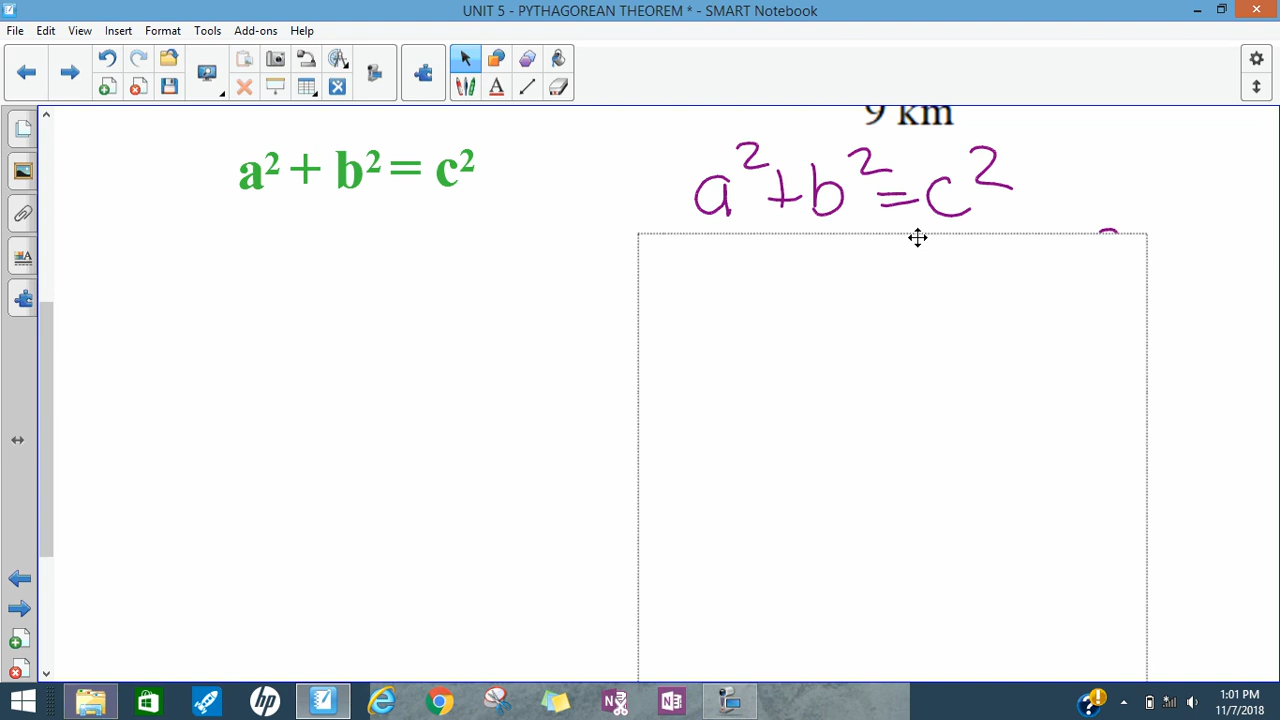 UNIT 5 - PYTHAGOREAN THEOREM * - SMART Notebook
File Edit View Insert Format Tools Add-ons Help
9 km
a² + b² = c²
a²+b²=c²
1:01 PM
11/7/2018